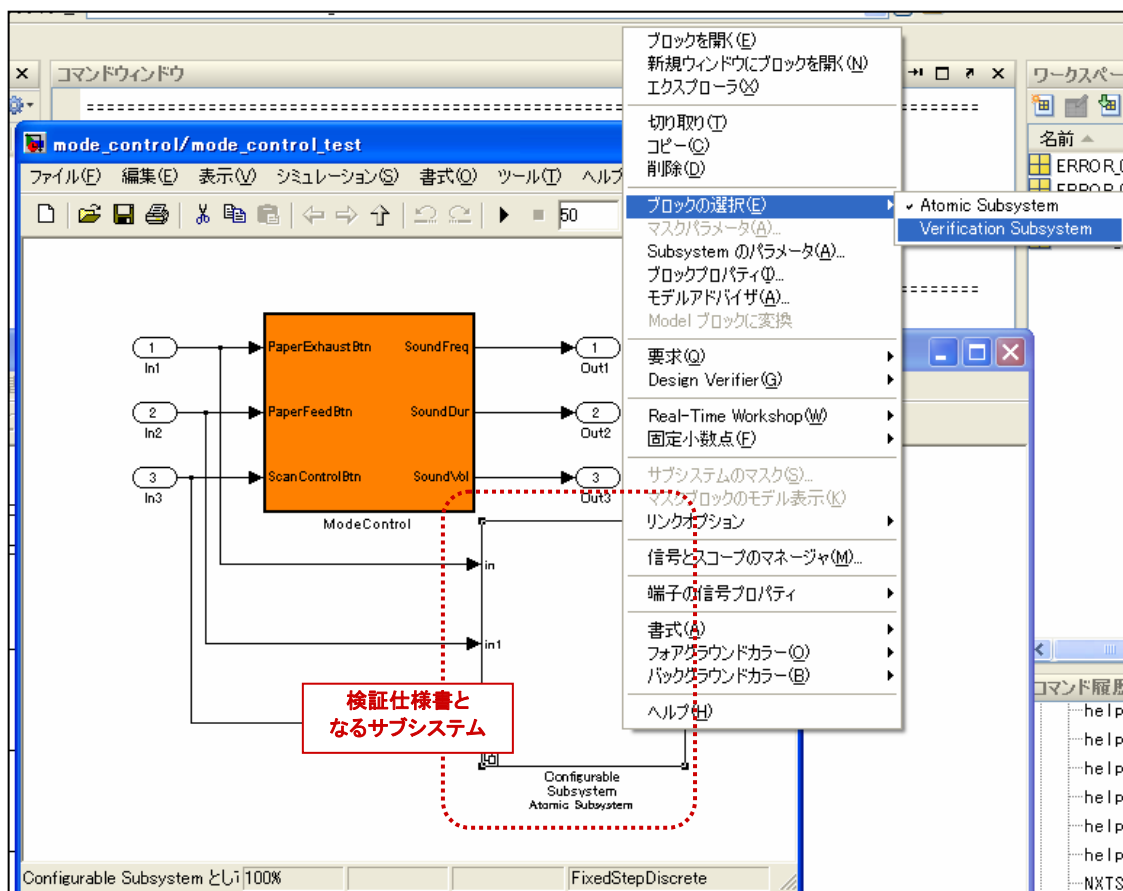 コマンドウィンドウ
ワークスペー
名前
ERROR_
mode_control/mode_control_test
ファイル(F) 編集(E) 表示(V) シミュレーション(S) 書式(O) ツール(T) ヘルプ
50
ブロックを開く(E)
新規ウィンドウにブロックを開く(N)
エクスプローラ(X)
切り取り(T)
コピー(C)
削除(D)
ブロックの選択(E)
マスクパラメータ(A)...
Subsystem のパラメータ(A)...
ブロックプロパティ(I)...
モデルアドバイザ(A)...
Model ブロックに変換
要求(Q)
Design Verifier(G)
Real-Time Workshop(W)
固定小数点(F)
サブシステムのマスク(S)...
マスクブロックのモデル表示(K)
リンクオプション
信号とスコープのマネージャ(M)...
端子の信号プロパティ
書式(A)
フォアグラウンドカラー(O)
バックグラウンドカラー(B)
ヘルプ(H)
Atomic Subsystem
Verification Subsystem
1
In1
2
In2
3
In3
PaperExhaustBtn SoundFreq
PaperFeedBtn SoundDur
ScanControlBtn SoundVol
ModeControl
1
Out1
2
Out2
3
Out3
in
in1
検証仕様書と
なるサブシステム
Configurable
Subsystem
Atomic Subsystem
コマンド履歴
help
help
help
help
help
help
NXTS
Configurable Subsystem とし 100% FixedStepDiscrete